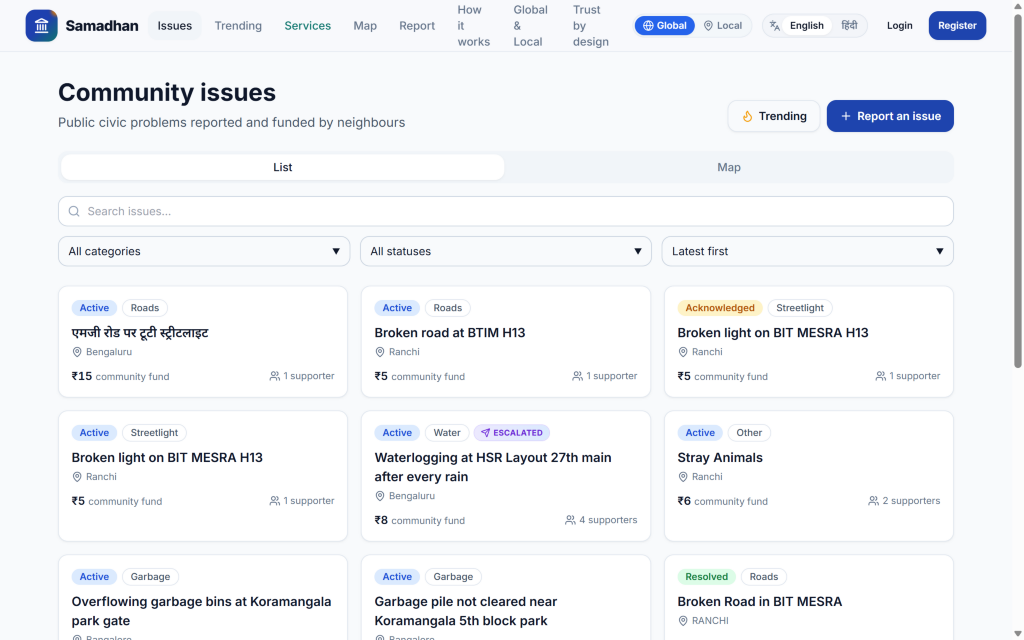 Samadhan
Issues
Trending
Services
Map
Report
How it works
Global & Local
Trust by design
Global
Local
English
हिंदी
Login
Register
Community issues
Public civic problems reported and funded by neighbours
Trending
+ Report an issue
List
Map
Search issues...
All categories
All statuses
Latest first
Active
Roads
एमजी रोड पर टूटी स्ट्रीटलाइट
Bengaluru
₹15 community fund
1 supporter
Active
Roads
Broken road at BTIM H13
Ranchi
₹5 community fund
1 supporter
Acknowledged
Streetlight
Broken light on BIT MESRA H13
Ranchi
₹5 community fund
1 supporter
Active
Streetlight
Broken light on BIT MESRA H13
Ranchi
₹5 community fund
1 supporter
Active
Water
ESCALATED
Waterlogging at HSR Layout 27th main
after every rain
Bengaluru
₹8 community fund
4 supporters
Active
Other
Stray Animals
Ranchi
₹6 community fund
2 supporters
Active
Garbage
Overflowing garbage bins at Koramangala
park gate
Bangalore
Active
Garbage
Garbage pile not cleared near
Koramangala 5th block park
Bangalore
Resolved
Roads
Broken Road in BIT MESRA
RANCHI